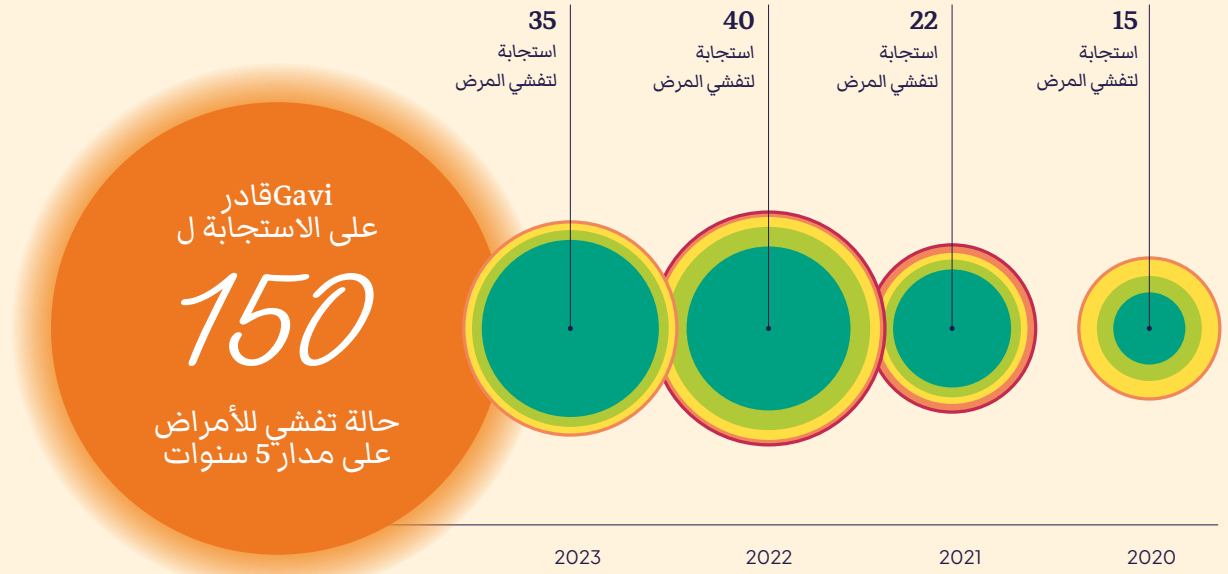 15
استجابة
لتفشي المرض
22
استجابة
لتفشي المرض
40
استجابة
لتفشي المرض
35
استجابة
لتفشي المرض
Gaviقادر
على الاستجابة ل
150
حالة تفشي للأمراض
على مدار 5 سنوات
2020
2021
2022
2023